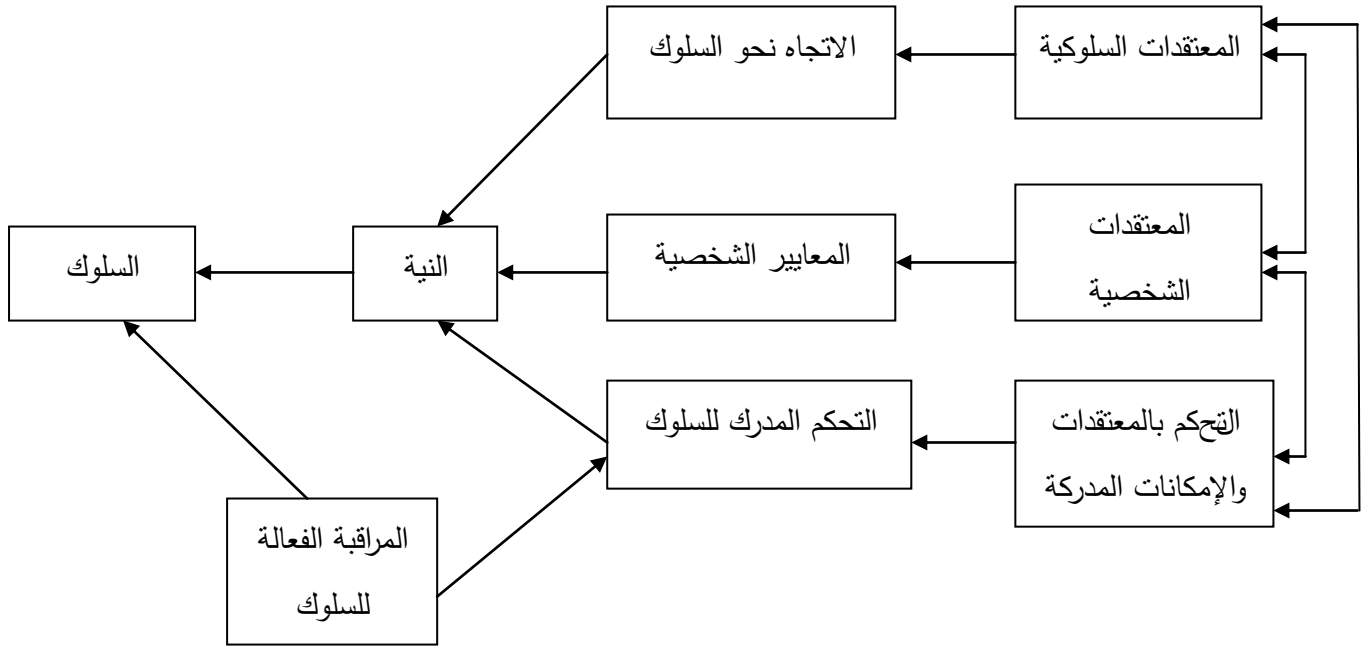 المعتقدات السلوكية
الاتجاه نحو السلوك
المعتقدات
الشخصية
المعايير الشخصية
النية
السلوك
التحكم بالمعتقدات
والإمكانات المدركة
التحكم المدرك للسلوك
المراقبة الفعالة
للسلوك